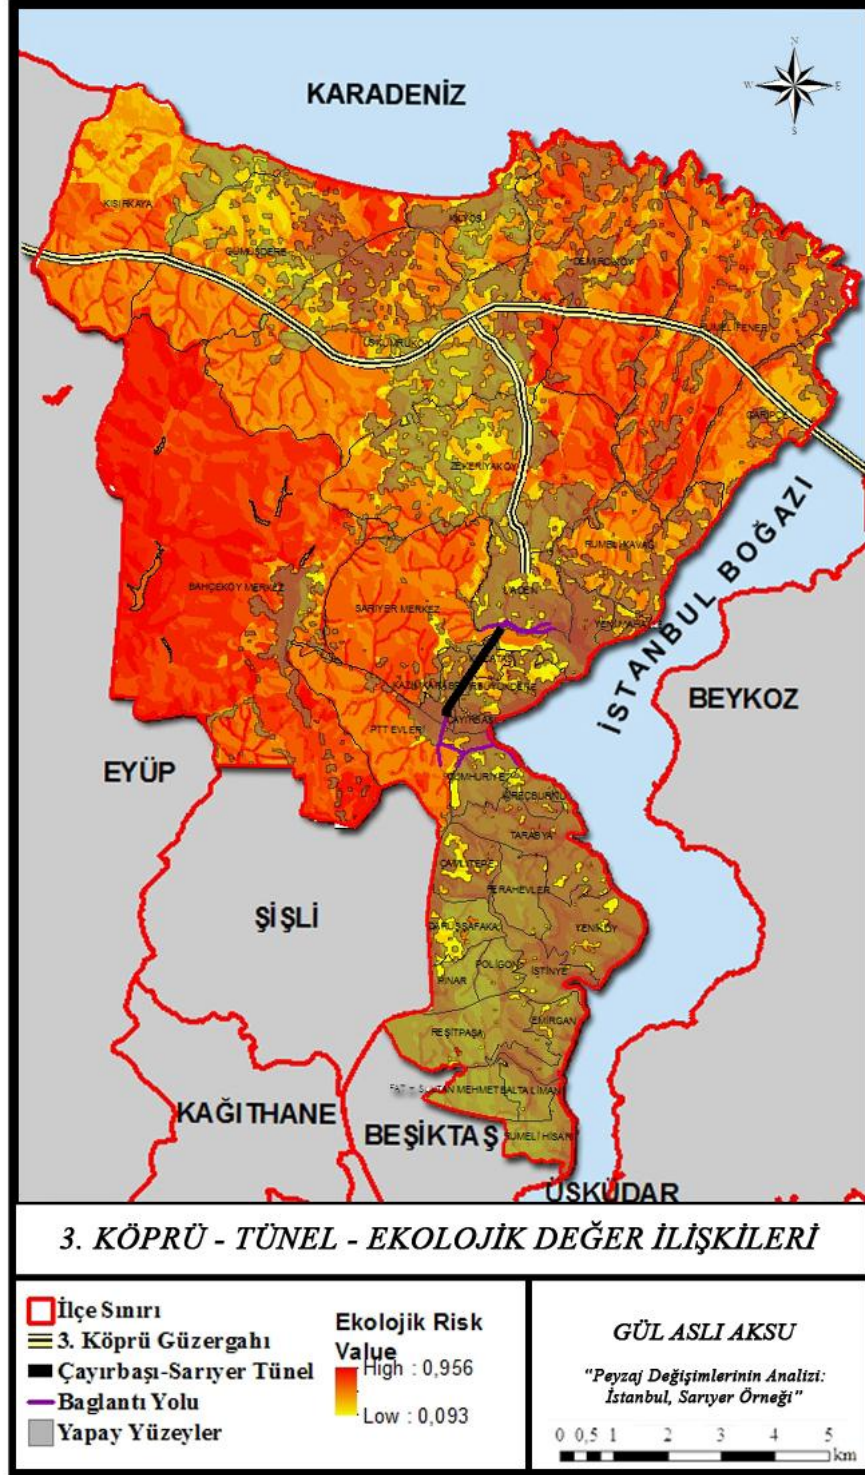 N
W E
S
KARADENİZ
KISIRKAYA
GÜMÜŞDERE
KILYOS
DEMİRCİKÖY
USKUMRUKÖY
RUMELİFENERİ
GARİPÇE
ZEKERİYAKÖY
RUMELİKAVAĞI
İSTANBUL BOĞAZI
BAHÇEKÖY MERKEZ
SARIYER MERKEZ
MADEN
YENİMAHALLE
BÜYÜKDERE
BEYKOZ
PTT EVLERİ
ÇAYIRBAŞI
EYÜP
CUMHURİYET
KİREÇBURNU
TARABYA
ÇAMLITEPE
FERAHEVLER
ŞİŞLİ
DARUŞŞAFAKA
YENİKÖY
POLİGON
İSTİNYE
PINAR
EMİRGAN
REŞİTPAŞA
SULTAN MEHMET BALTALİMANI
KAĞITHANE
BEŞİKTAŞ
RUMELİ HİSARI
ÜSKÜDAR
3. KÖPRÜ - TÜNEL - EKOLOJİK DEĞER İLİŞKİLERİ
İlçe Sınırı
3. Köprü Güzergahı
Çayırbaşı-Sarıyer Tünel
Baglantı Yolu
Yapay Yüzeyler
Ekolojik Risk
Value
High : 0,956
Low : 0,093
GÜL ASLI AKSU
"Peyzaj Değişimlerinin Analizi:
İstanbul, Sarıyer Örneği"
0 0,5 1 2 3 4 5
km